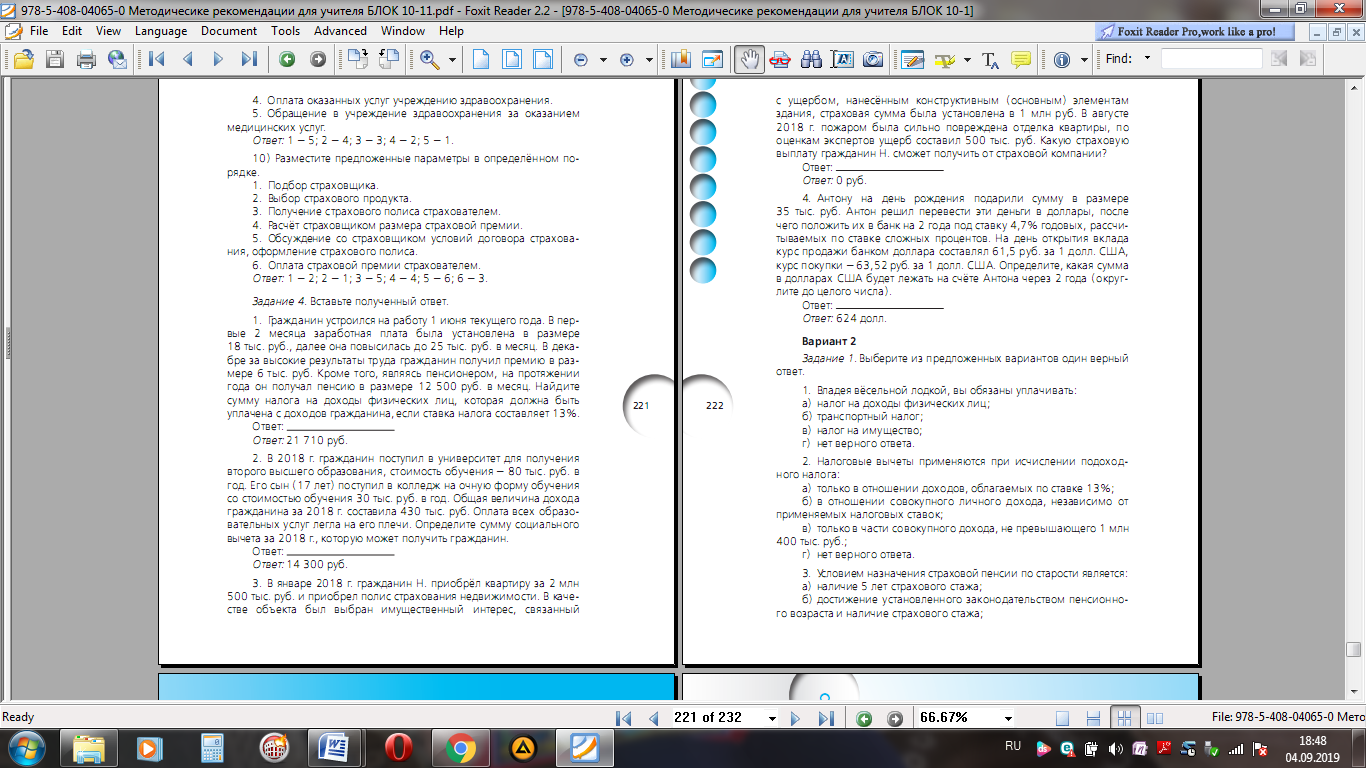 978-5-408-04065-0 Методичсике рекомендации для учителя БЛОК 10-11.pdf - Foxit Reader 2.2 - [978-5-408-04065-0 Методичсике рекомендации для учителя БЛОК 10-1]
File Edit View Language Document Tools Advanced Window Help
Foxit Reader Pro,work like a pro!
Find:
4. Оплата оказанных услуг учреждению здравоохранения.
5. Обращение в учреждение здравоохранения за оказанием
медицинских услуг.
Ответ: 1 – 5; 2 – 4; 3 – 3; 4 – 2; 5 – 1.
10) Разместите предложенные параметры в определённом по-
рядке.
1. Подбор страховщика.
2. Выбор страхового продукта.
3. Получение страхового полиса страхователем.
4. Расчёт страховщиком размера страховой премии.
5. Обсуждение со страховщиком условий договора страхова-
ния, оформление страхового полиса.
6. Оплата страховой премии страхователем.
Ответ: 1 – 2; 2 – 1; 3 – 5; 4 – 4; 5 – 6; 6 – 3.
Задание 4. Вставьте полученный ответ.
1. Гражданин устроился на работу 1 июня текущего года. В пер-
вые 2 месяца заработная плата была установлена в размере
18 тыс. руб., далее она повысилась до 25 тыс. руб. в месяц. В дека-
бре за высокие результаты труда гражданин получил премию в раз-
мере 6 тыс. руб. Кроме того, являясь пенсионером, на протяжении
года он получал пенсию в размере 12 500 руб. в месяц. Найдите
сумму налога на доходы физических лиц, которая должна быть
уплачена с доходов гражданина, если ставка налога составляет 13%.
Ответ:
Ответ: 21 710 руб.
2. В 2018 г. гражданин поступил в университет для получения
второго высшего образования, стоимость обучения – 80 тыс. руб. в
год. Его сын (17 лет) поступил в колледж на очную форму обучения
со стоимостью обучения 30 тыс. руб. в год. Общая величина дохода
гражданина за 2018 г. составила 430 тыс. руб. Оплата всех образо-
вательных услуг легла на его плечи. Определите сумму социального
вычета за 2018 г., которую может получить гражданин.
Ответ:
Ответ: 14 300 руб.
3. В январе 2018 г. гражданин Н. приобрёл квартиру за 2 млн
500 тыс. руб. и приобрел полис страхования недвижимости. В каче-
стве объекта был выбран имущественный интерес, связанный
221
с ущербом, нанесённым конструктивным (основным) элементам
здания, страховая сумма была установлена в 1 млн руб. В августе
2018 г. пожаром была сильно повреждена отделка квартиры, по
оценкам экспертов ущерб составил 500 тыс. руб. Какую страховую
выплату гражданин Н. сможет получить от страховой компании?
Ответ:
Ответ: 0 руб.
4. Антону на день рождения подарили сумму в размере
35 тыс. руб. Антон решил перевести эти деньги в доллары, после
чего положить их в банк на 2 года под ставку 4,7% годовых, рассчи-
тываемых по ставке сложных процентов. На день открытия вклада
курс продажи банком доллара составлял 61,5 руб. за 1 долл. США,
курс покупки – 63,52 руб. за 1 долл. США. Определите, какая сумма
в долларах США будет лежать на счёте Антона через 2 года (округ-
лите до целого числа).
Ответ:
Ответ: 624 долл.
Вариант 2
Задание 1. Выберите из предложенных вариантов один верный
ответ.
1. Владея вёсельной лодкой, вы обязаны уплачивать:
а) налог на доходы физических лиц;
б) транспортный налог;
в) налог на имущество;
г) нет верного ответа.
2. Налоговые вычеты применяются при исчислении подоход-
ного налога:
а) только в отношении доходов, облагаемых по ставке 13%;
б) в отношении совокупного личного дохода, независимо от
применяемых налоговых ставок;
в) только в части совокупного дохода, не превышающего 1 млн
400 тыс. руб.;
г) нет верного ответа.
3. Условием назначения страховой пенсии по старости является:
а) наличие 5 лет страхового стажа;
б) достижение установленного законодательством пенсионно-
го возраста и наличие страхового стажа;
222
Ready
221 of 232
66.67%
File: 978-5-408-04065-0 Мето
RU
18:48
04.09.2019